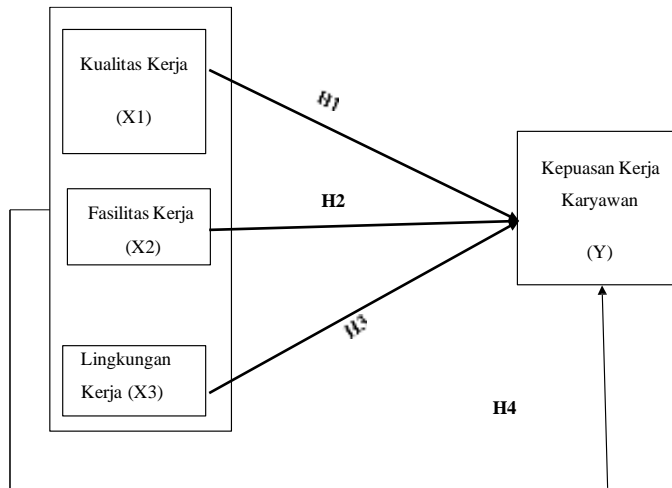 Kualitas Kerja
(X1)
H1
Kepuasan Kerja
Karyawan
(Y)
H2
Fasilitas Kerja
(X2)
H3
Lingkungan
Kerja (X3)
H4